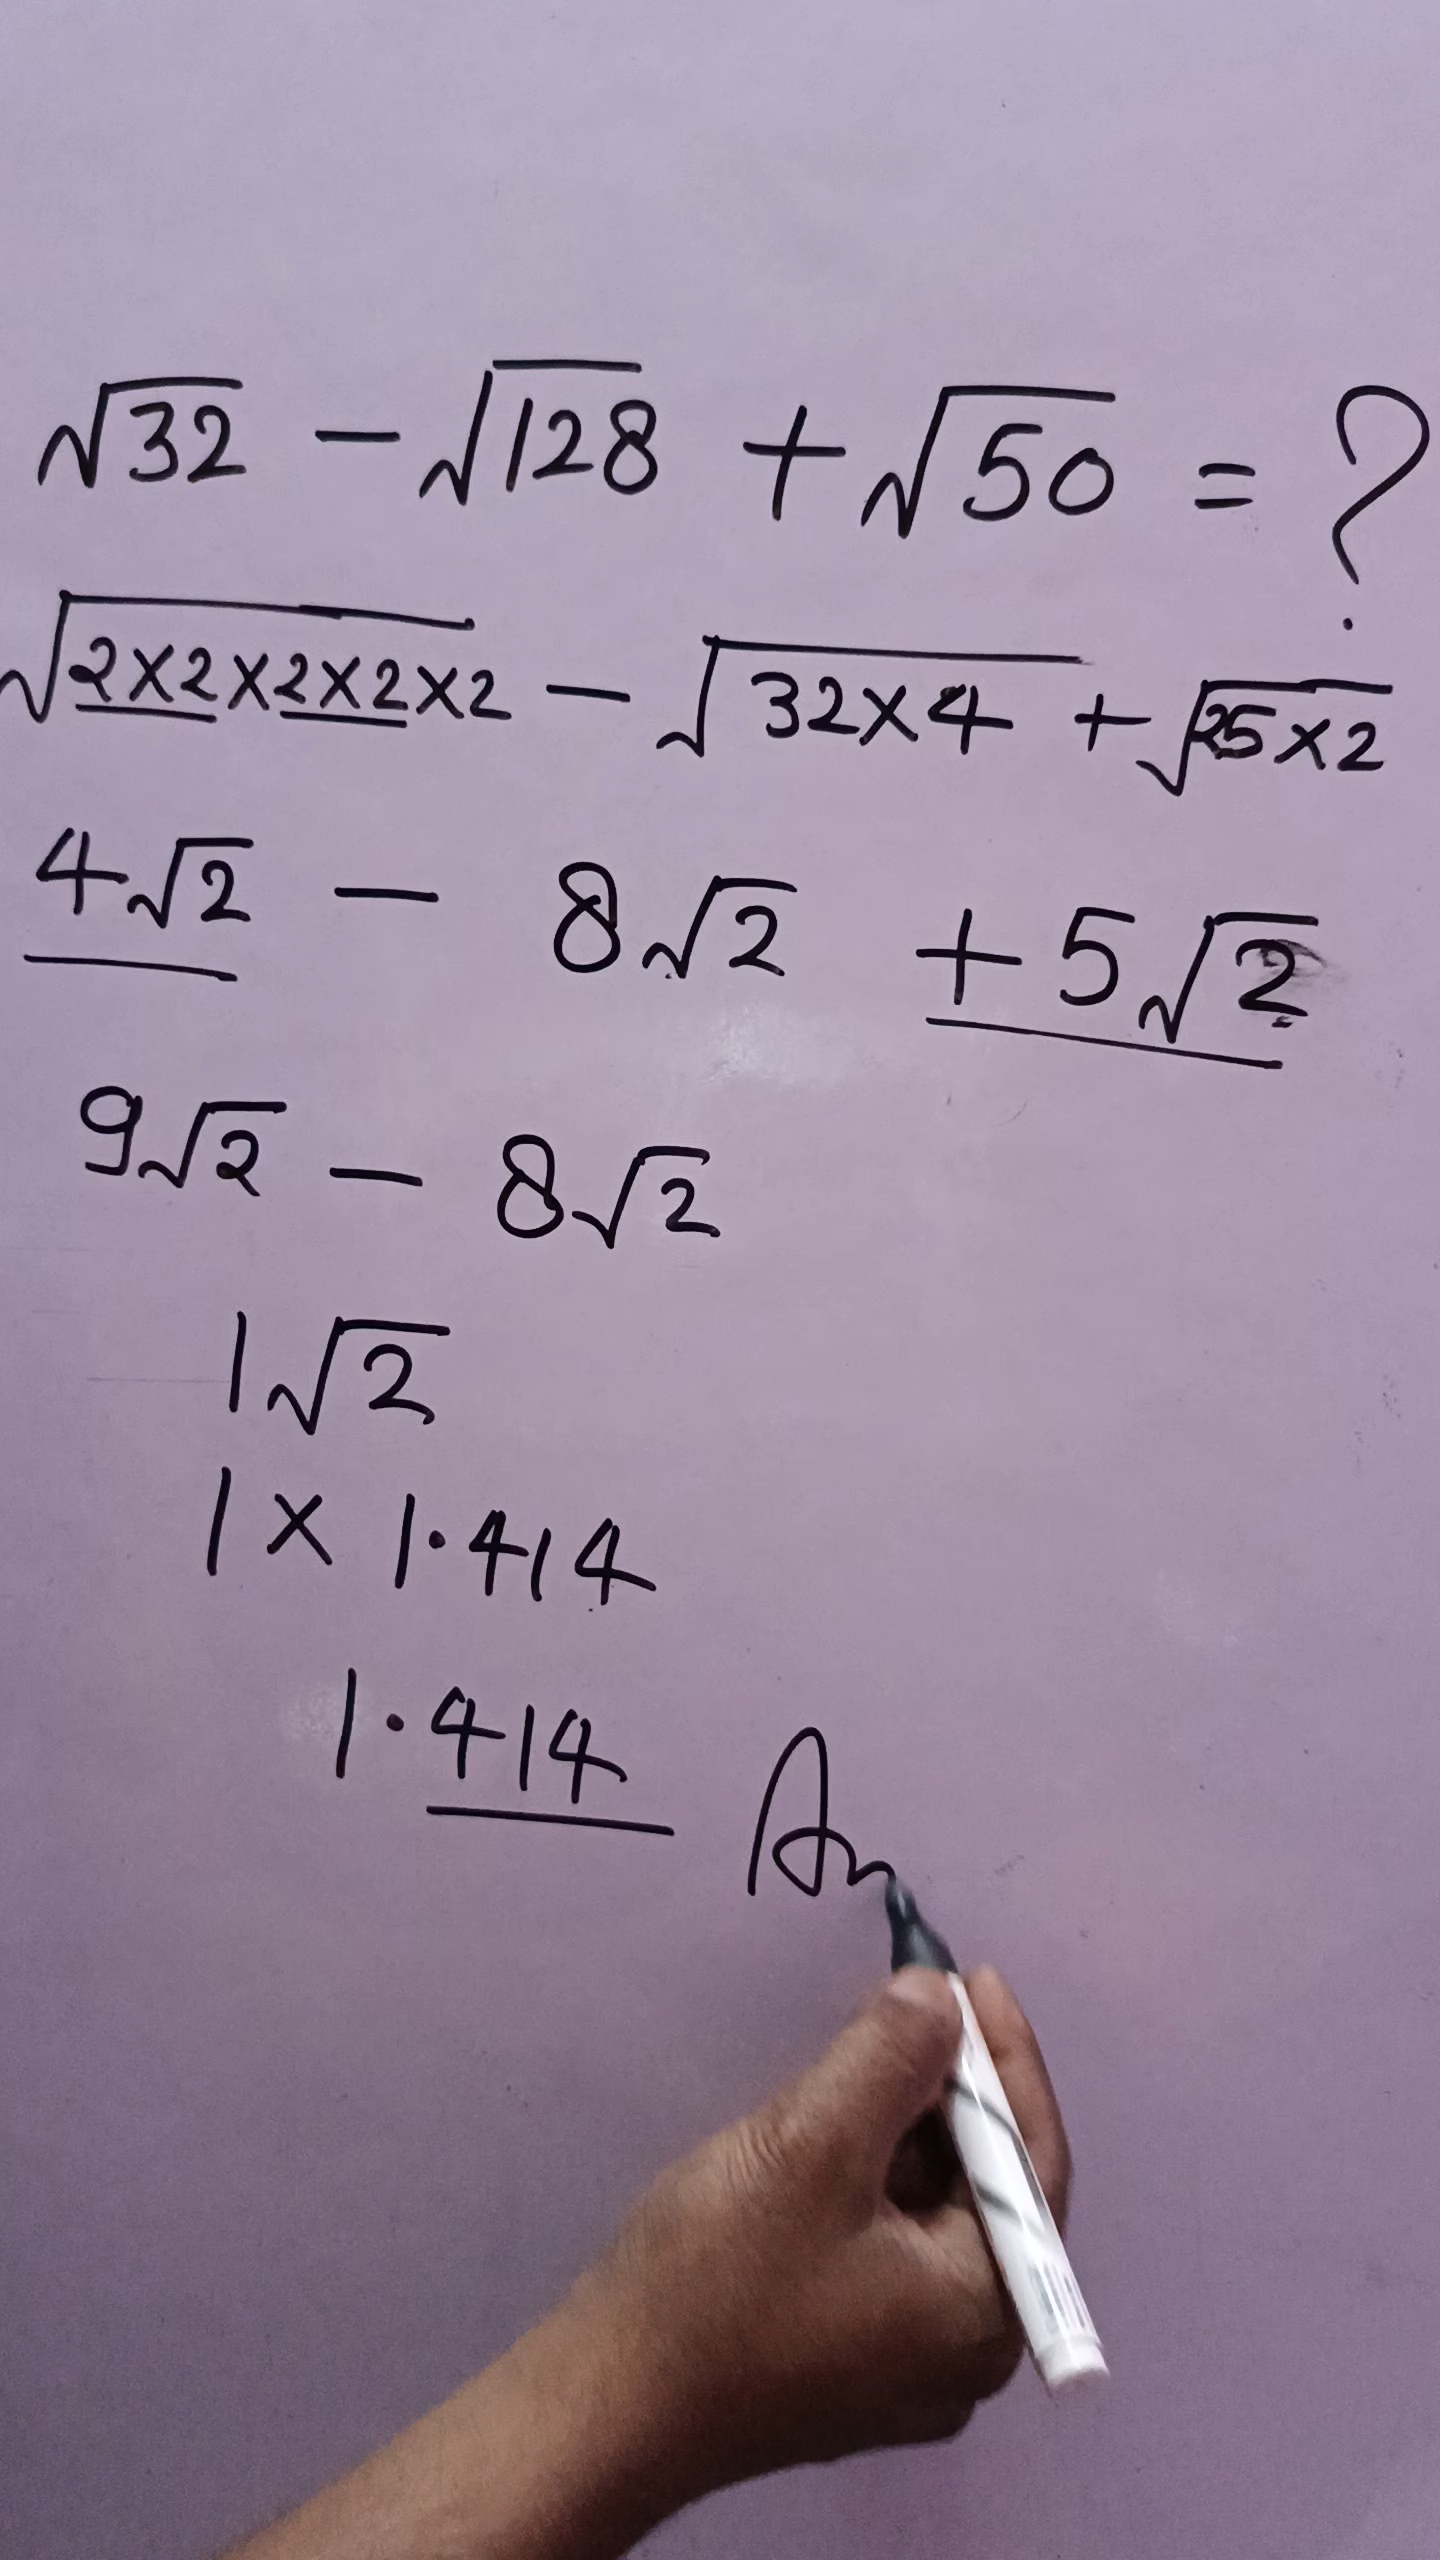 √32 − √128 + √50 = ?
√2×2×2×2×2 − √32×4 + √25×2
4√2 − 8√2 + 5√2
9√2 − 8√2
1√2
1 × 1.414
1.414 An